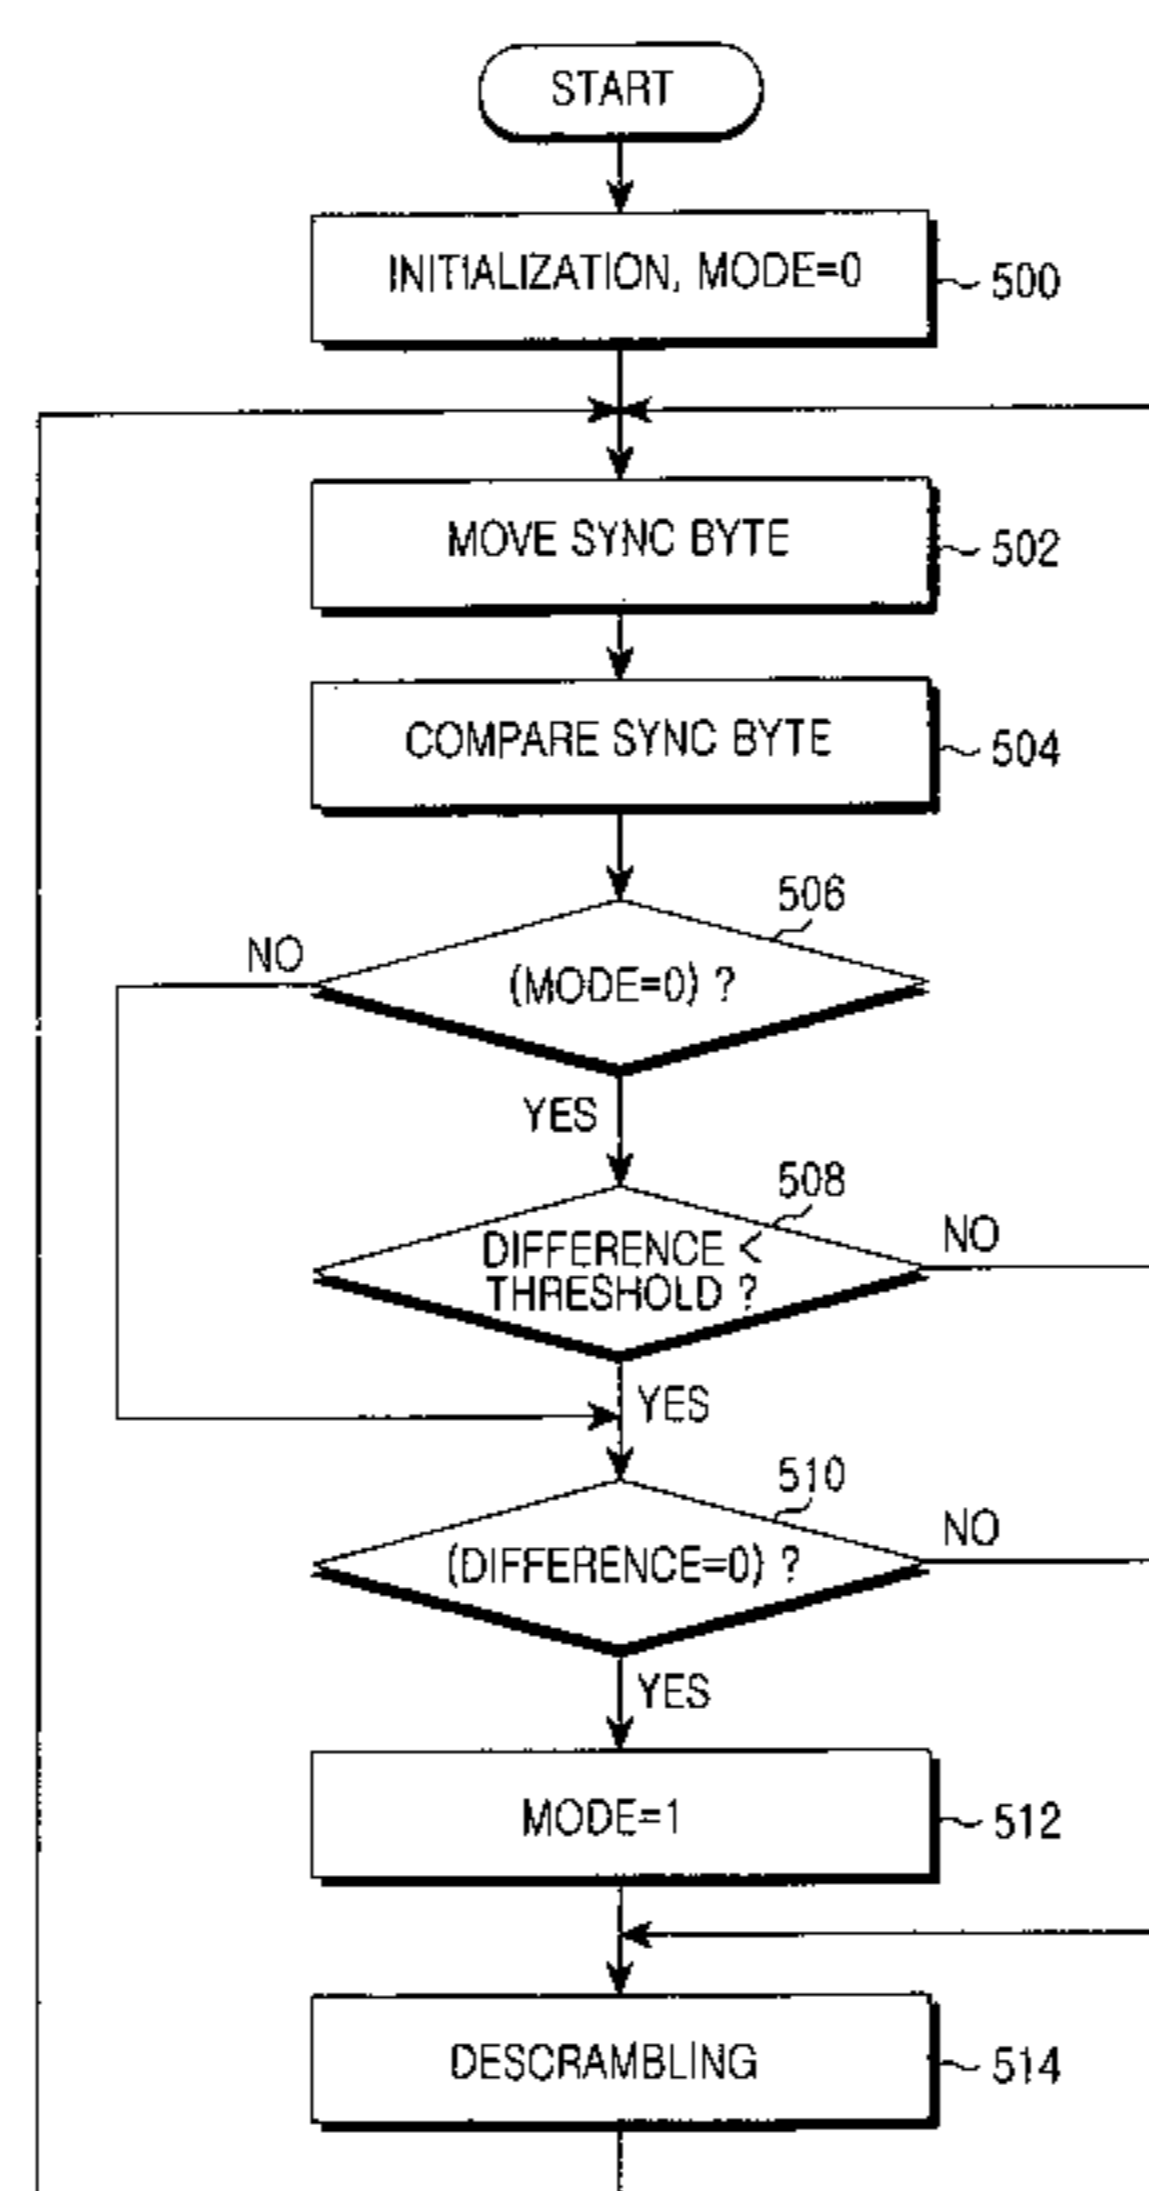 START
INITIALIZATION, MODE=0
500
MOVE SYNC BYTE
502
COMPARE SYNC BYTE
504
506
NO
(MODE=0) ?
YES
508
DIFFERENCE <
THRESHOLD ?
NO
YES
510
(DIFFERENCE=0) ?
NO
YES
MODE=1
512
DESCRAMBLING
514